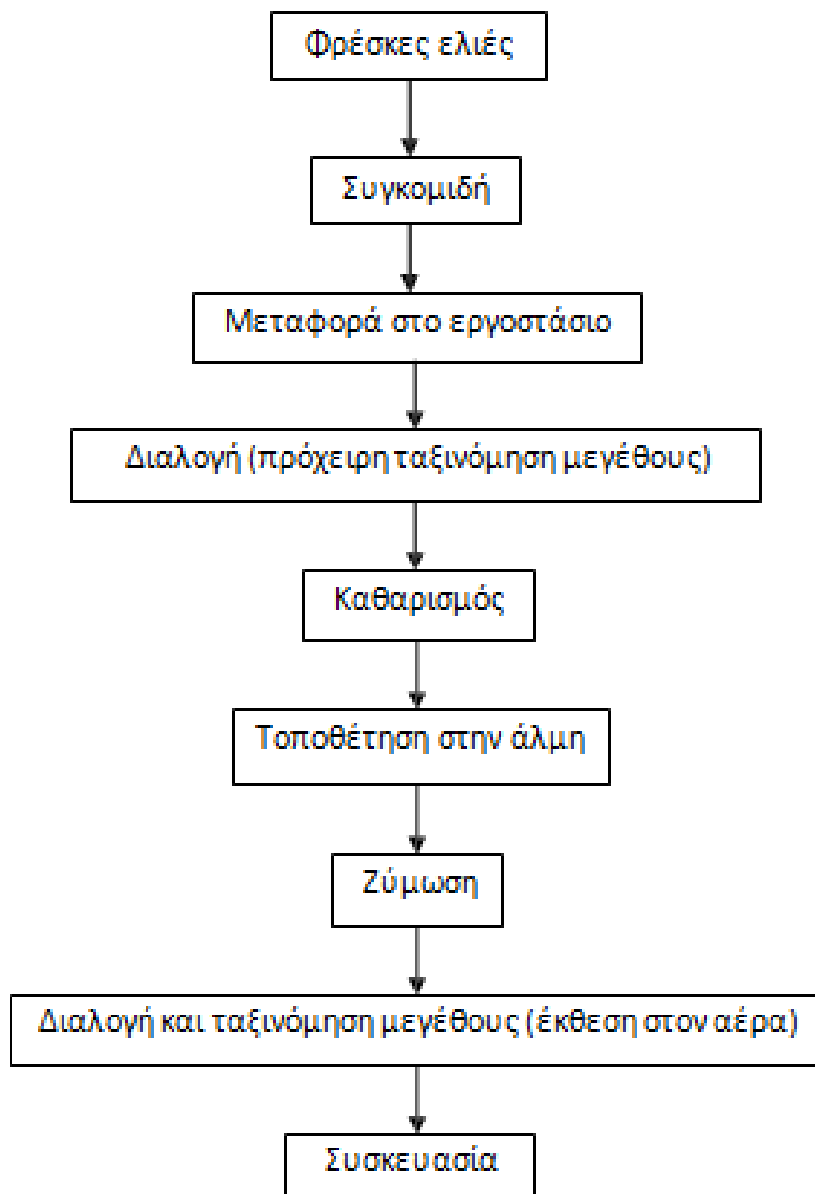 Φρέσκες ελιές
Συγκομιδή
Μεταφορά στο εργοστάσιο
Διαλογή (πρόχειρη ταξινόμηση μεγέθους)
Καθαρισμός
Τοποθέτηση στην άλμη
Ζύμωση
Διαλογή και ταξινόμηση μεγέθους (έκθεση στον αέρα)
Συσκευασία